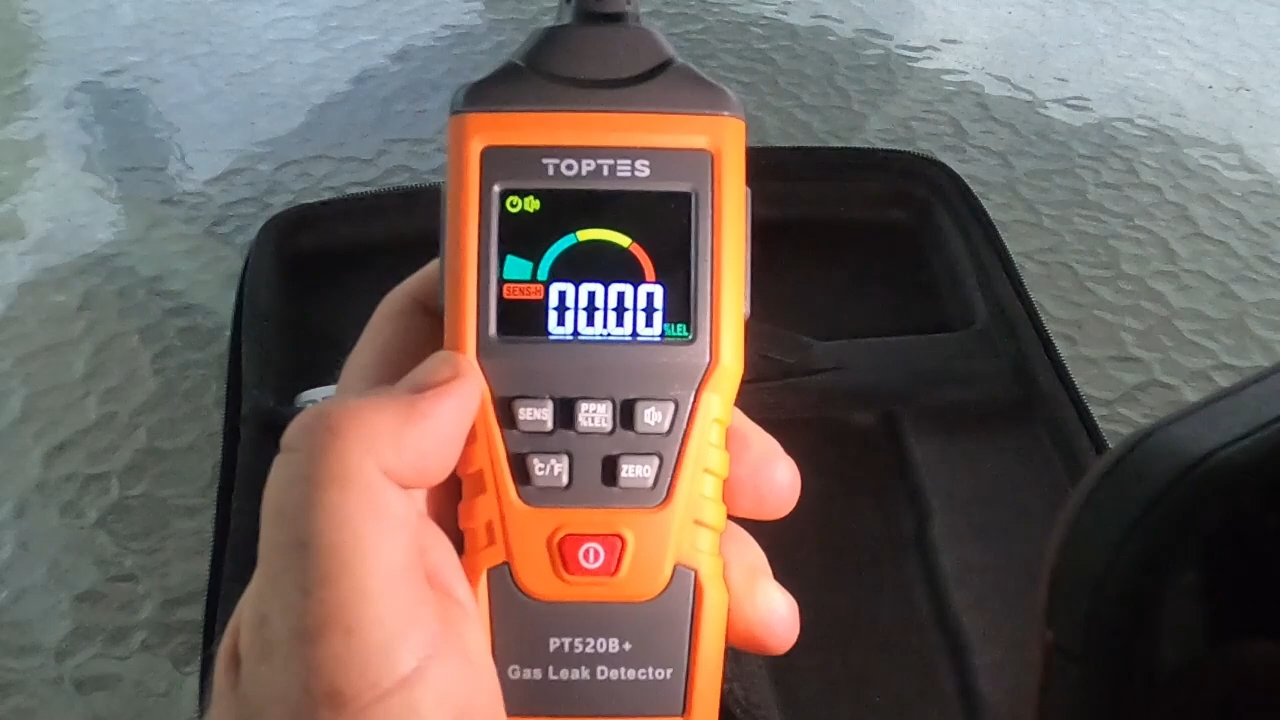 TOPTES
SENS-H
00.00 %LEL
SENS
PPM
%LEL
°C/°F
ZERO
PT520B+
Gas Leak Detector